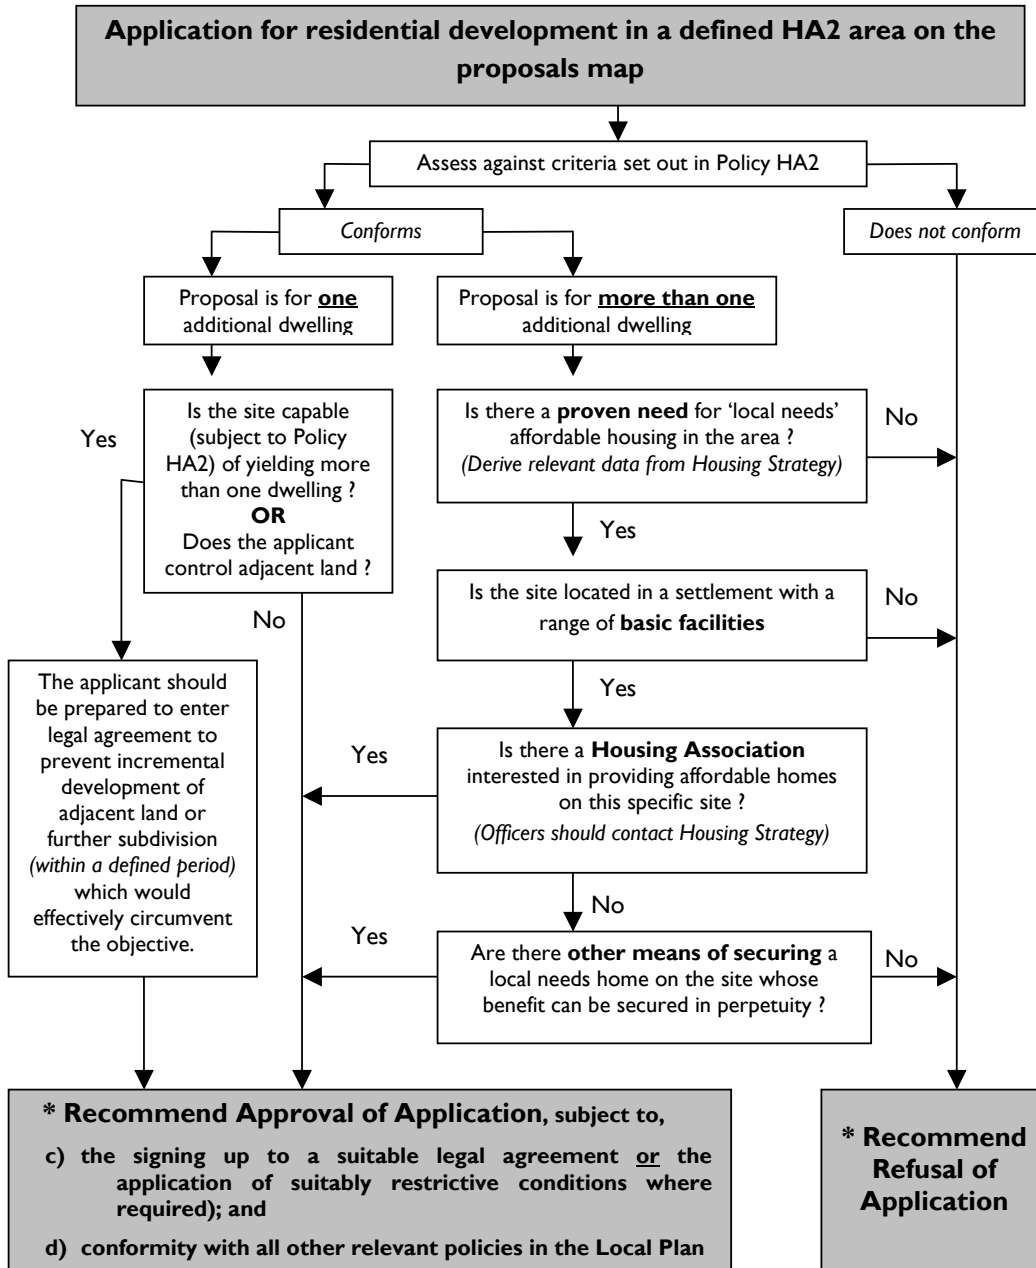 Application for residential development in a defined HA2 area on the
proposals map
Assess against criteria set out in Policy HA2
Conforms
Does not conform
Proposal is for one
additional dwelling
Proposal is for more than one
additional dwelling
Yes
Is the site capable
(subject to Policy
HA2) of yielding more
than one dwelling ?
OR
Does the applicant
control adjacent land ?
No
Is there a proven need for ‘local needs’
affordable housing in the area ?
(Derive relevant data from Housing Strategy)
No
Yes
Is the site located in a settlement with a
range of basic facilities
No
Yes
The applicant should
be prepared to enter
legal agreement to
prevent incremental
development of
adjacent land or
further subdivision
(within a defined period)
which would
effectively circumvent
the objective.
Yes
Is there a Housing Association
interested in providing affordable homes
on this specific site ?
(Officers should contact Housing Strategy)
No
Yes
Are there other means of securing a
local needs home on the site whose
benefit can be secured in perpetuity ?
No
* Recommend Approval of Application, subject to,
c) the signing up to a suitable legal agreement or the
application of suitably restrictive conditions where
required); and
d) conformity with all other relevant policies in the Local Plan
* Recommend
Refusal of
Application